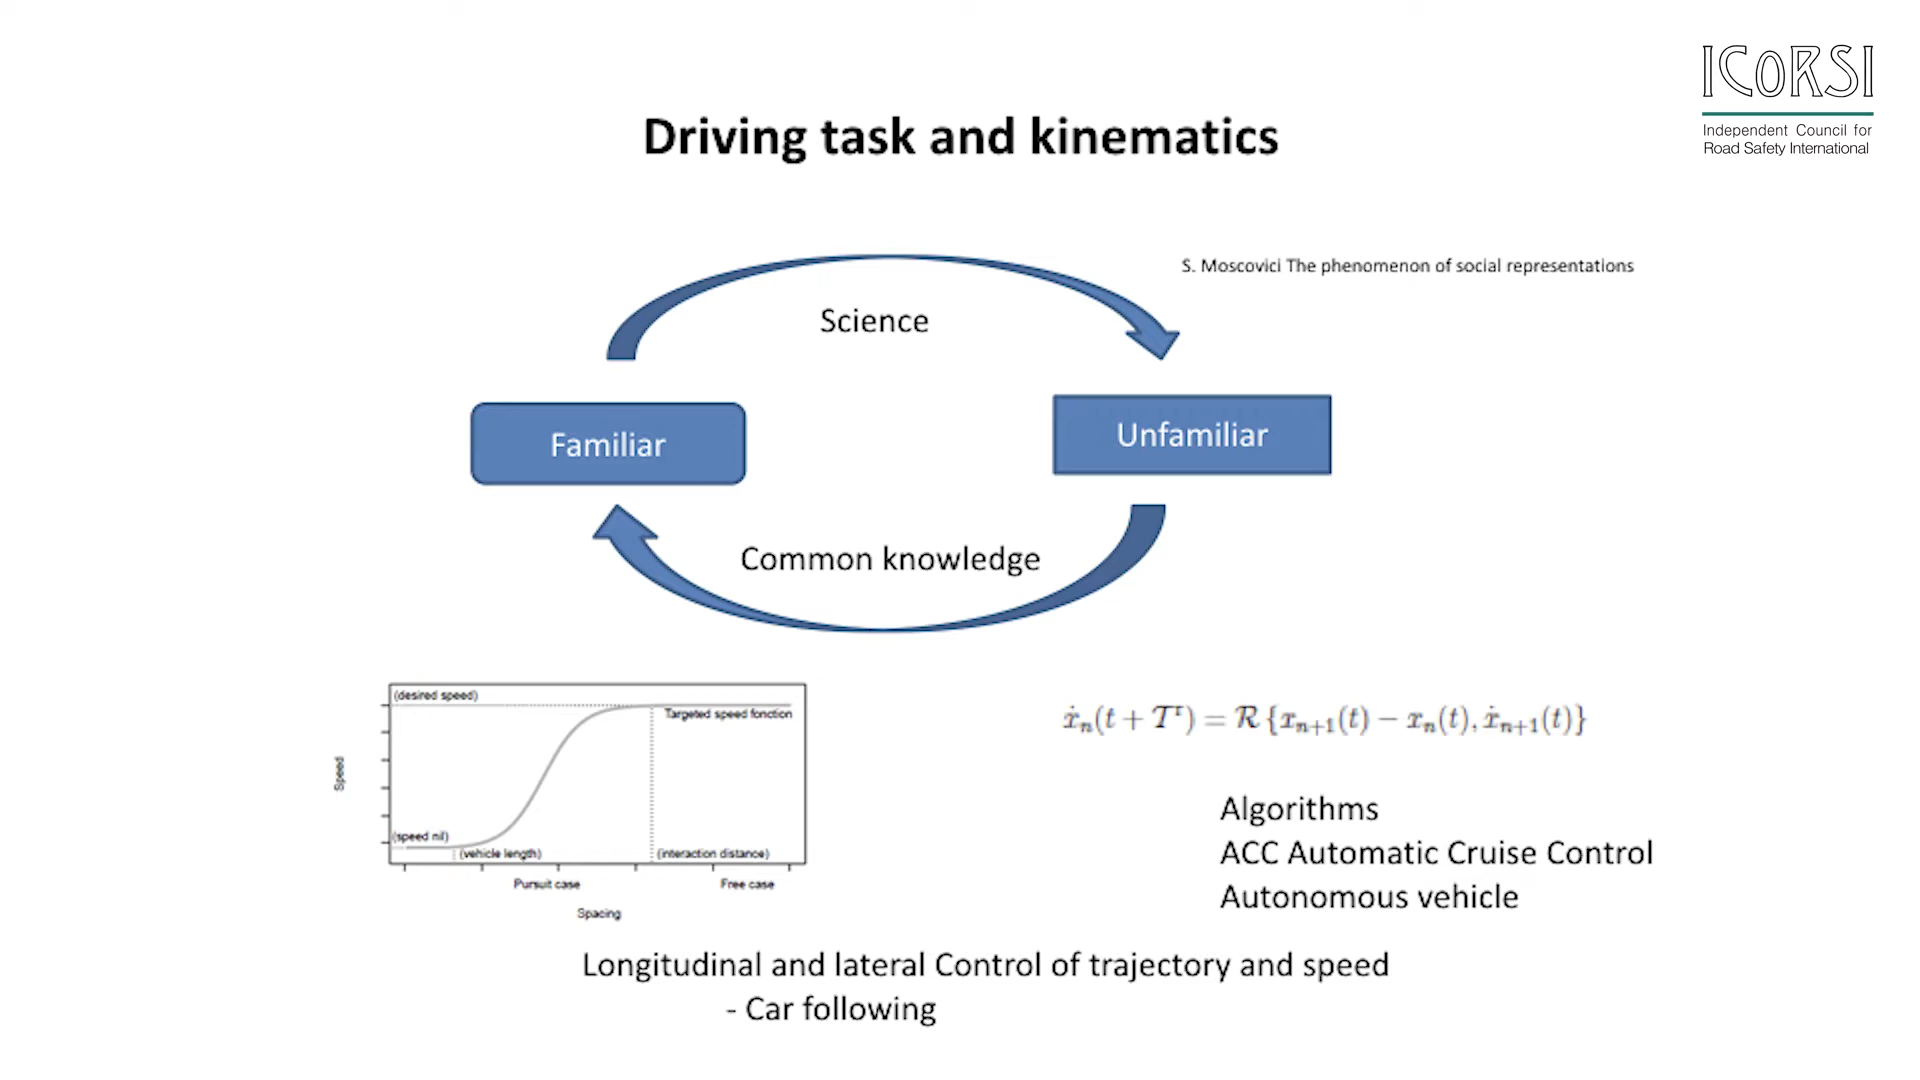 ICoRSI
Independent Council for
Road Safety International
Driving task and kinematics
S. Moscovici The phenomenon of social representations
Science
Familiar
Unfamiliar
Common knowledge
(desired speed)
Targeted speed fonction
Speed
(speed nil)
(vehicle length)
(interaction distance)
Pursuit case
Free case
Spacing
ẋₙ(t + 𝒯ʳ) = ℛ {xₙ₊₁(t) − xₙ(t), ẋₙ₊₁(t)}
Algorithms
ACC Automatic Cruise Control
Autonomous vehicle
Longitudinal and lateral Control of trajectory and speed
- Car following